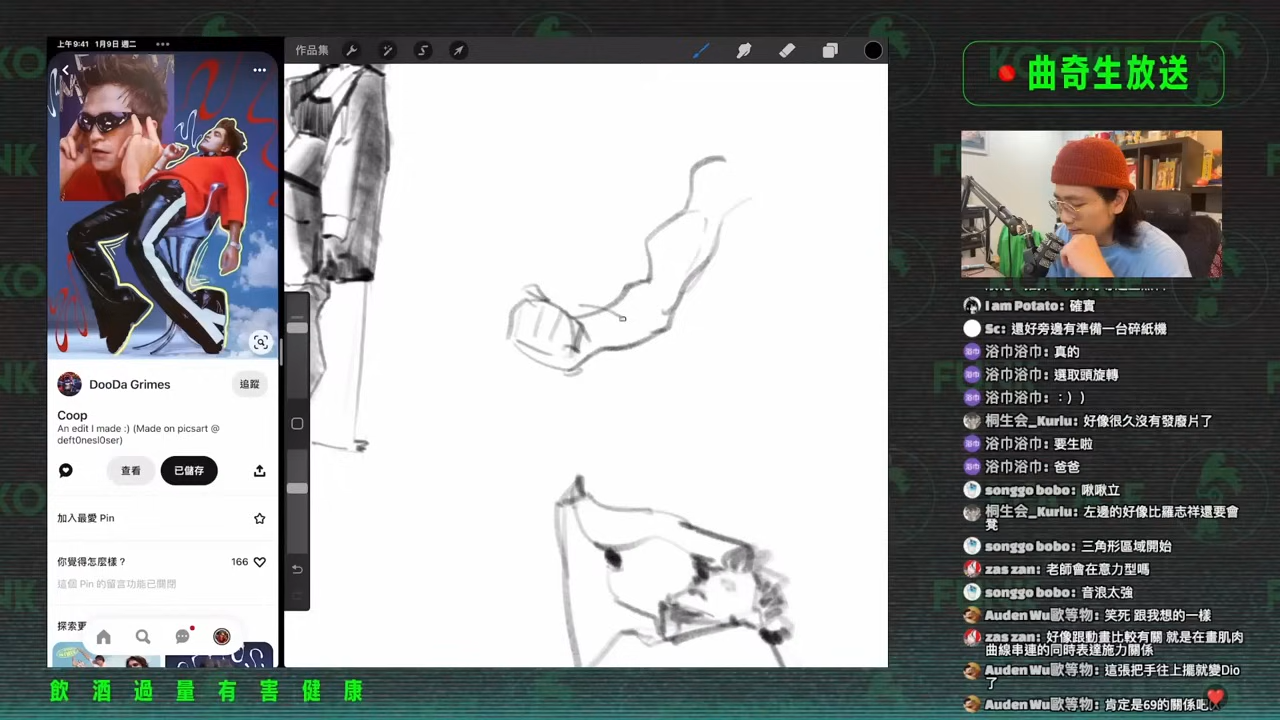 上午9:41 1月9日 週二
DooDa Grimes
追蹤
Coop
An edit I made :) (Made on picsart @
deft0nesl0ser)
查看
已儲存
加入最愛 Pin
你覺得怎麼樣？
166
這個 Pin 的留言功能已關閉
探索更
作品集
曲奇生放送
I am Potato: 確實
Sc: 還好旁邊有準備一台碎紙機
浴巾浴巾: 真的
浴巾浴巾: 選取頭旋轉
浴巾浴巾: :))
桐生会_Kuriu: 好像很久沒有發廢片了
浴巾浴巾: 要生啦
浴巾浴巾: 爸爸
songgo bobo: 啾啾立
桐生会_Kuriu: 左邊的好像比羅志祥還要會
凳
songgo bobo: 三角形區域開始
zas zan: 老師會在意力型嗎
songgo bobo: 音浪太強
Auden Wu歐等物: 笑死 跟我想的一樣
zas zan: 好像跟動畫比較有關 就是在畫肌肉
曲線串連的同時表達施力關係
Auden Wu歐等物: 這張把手往上擺就變Dio
了
Auden Wu歐等物: 肯定是69的關係吧
飲酒過量有害健康